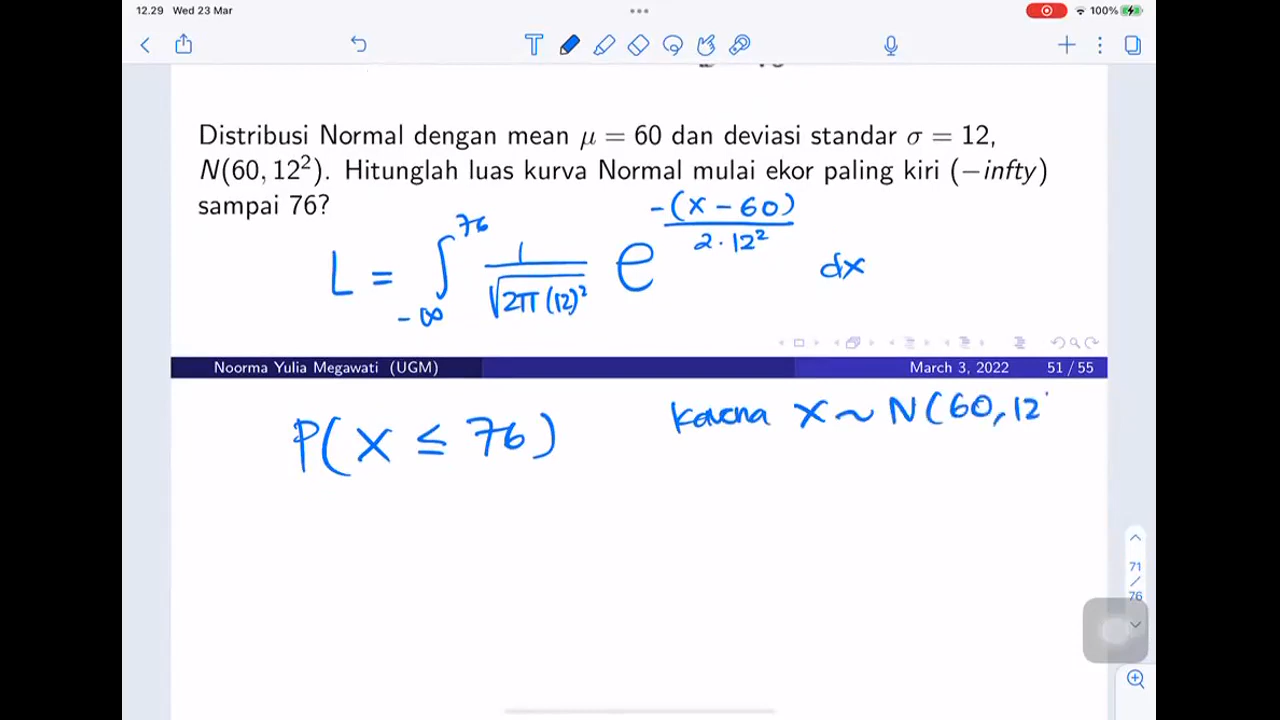 12.29 Wed 23 Mar
100%
Distribusi Normal dengan mean μ = 60 dan deviasi standar σ = 12,
N(60, 12²). Hitunglah luas kurva Normal mulai ekor paling kiri (−infty)
sampai 76?
L = ∫_{-∞}^{76} 1/√(2π(12)²) e^{-(x-60)/(2·12²)} dx
Noorma Yulia Megawati (UGM) March 3, 2022 51 / 55
P(X ≤ 76) karena X ~ N(60, 12
71
/
76